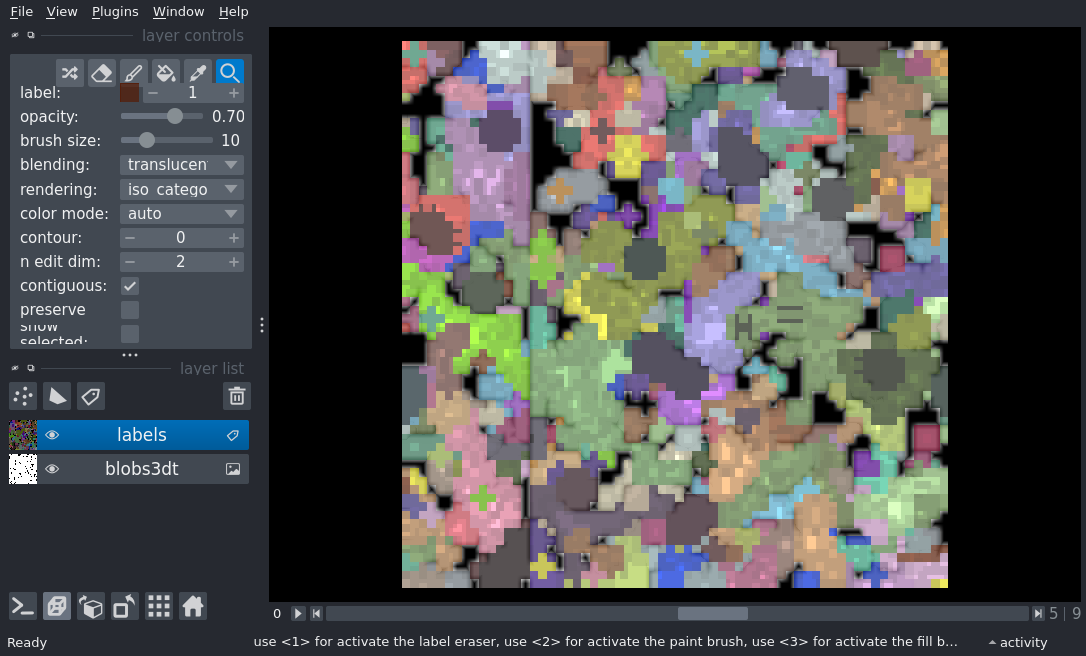 File View Plugins Window Help
layer controls
label: 1
opacity: 0.70
brush size: 10
blending: translucen
rendering: iso catego
color mode: auto
contour: 0
n edit dim: 2
contiguous:
preserve
show
selected:
layer list
labels
blobs3dt
0 5 | 9
Ready use <1> for activate the label eraser, use <2> for activate the paint brush, use <3> for activate the fill b... activity